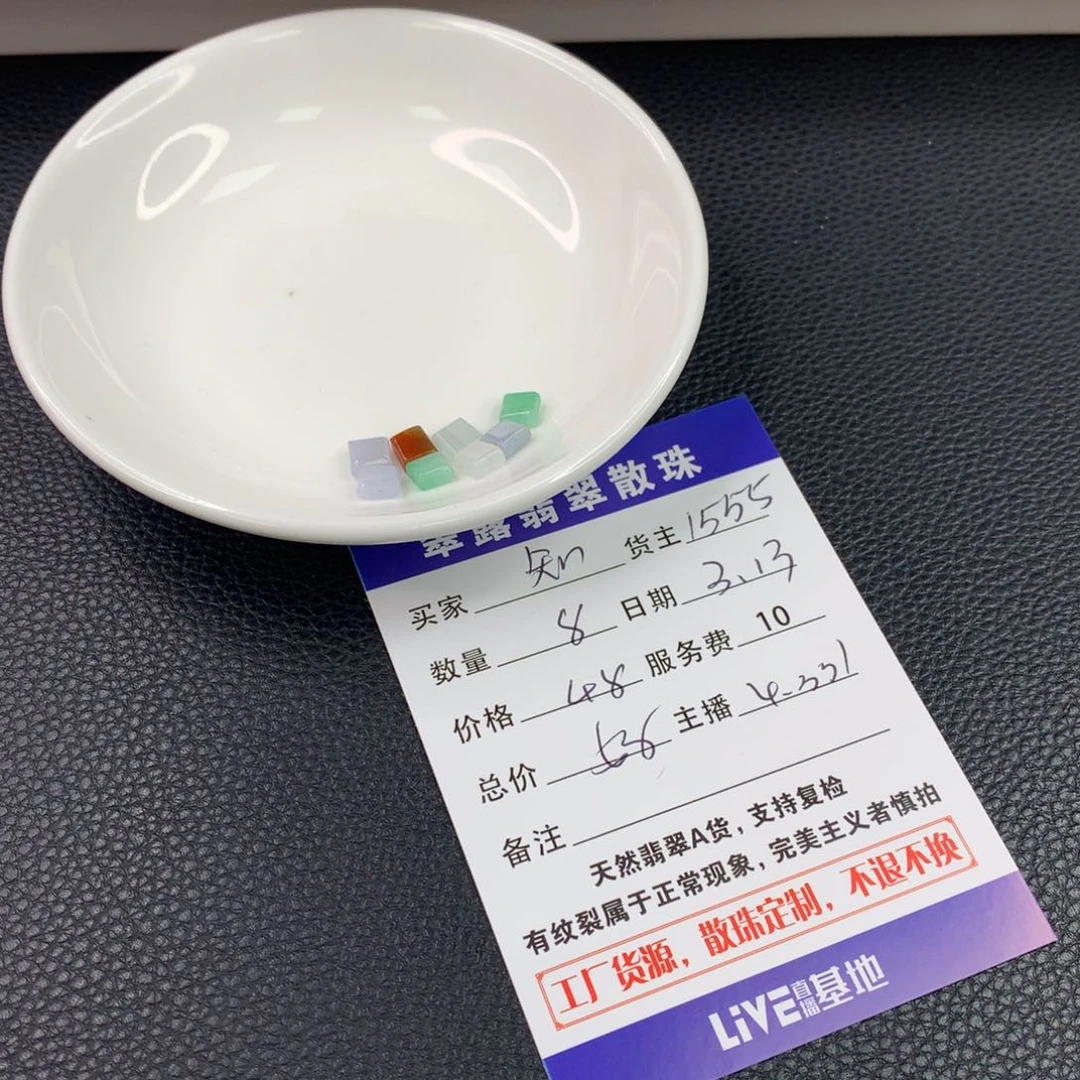 翠路翡翠散珠
买家 知 货主 1555
数量 8 日期 3.13
价格 48 服务费 10
总价 主播
备注
天然翡翠A货，支持复检
有纹裂属于正常现象，完美主义者慎拍
工厂货源，散珠定制，不退不换
LiVE直播基地